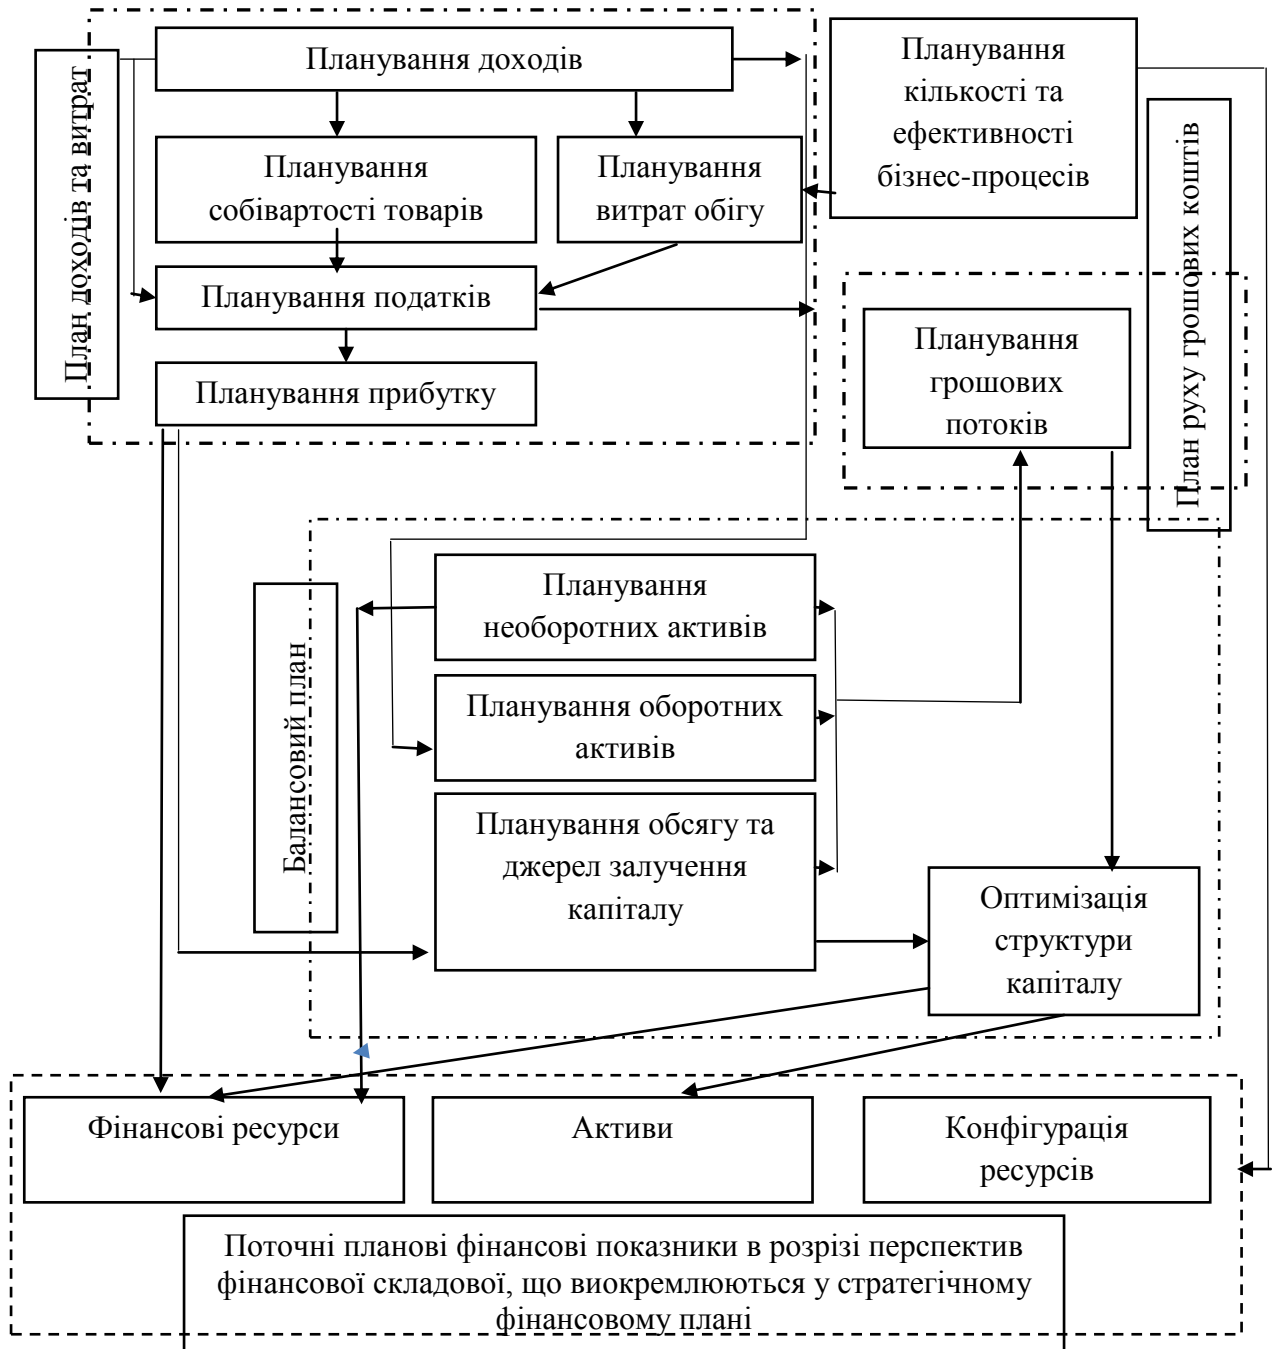 План доходів та витрат
Планування доходів
Планування
собівартості товарів
Планування
витрат обігу
Планування податків
Планування прибутку
Планування
кількості та
ефективності
бізнес-процесів
План руху грошових коштів
Планування
грошових
потоків
Балансовий план
Планування
необоротних активів
Планування оборотних
активів
Планування обсягу та
джерел залучення
капіталу
Оптимізація
структури
капіталу
Фінансові ресурси
Активи
Конфігурація
ресурсів
Поточні планові фінансові показники в розрізі перспектив
фінансової складової, що виокремлюються у стратегічному
фінансовому плані